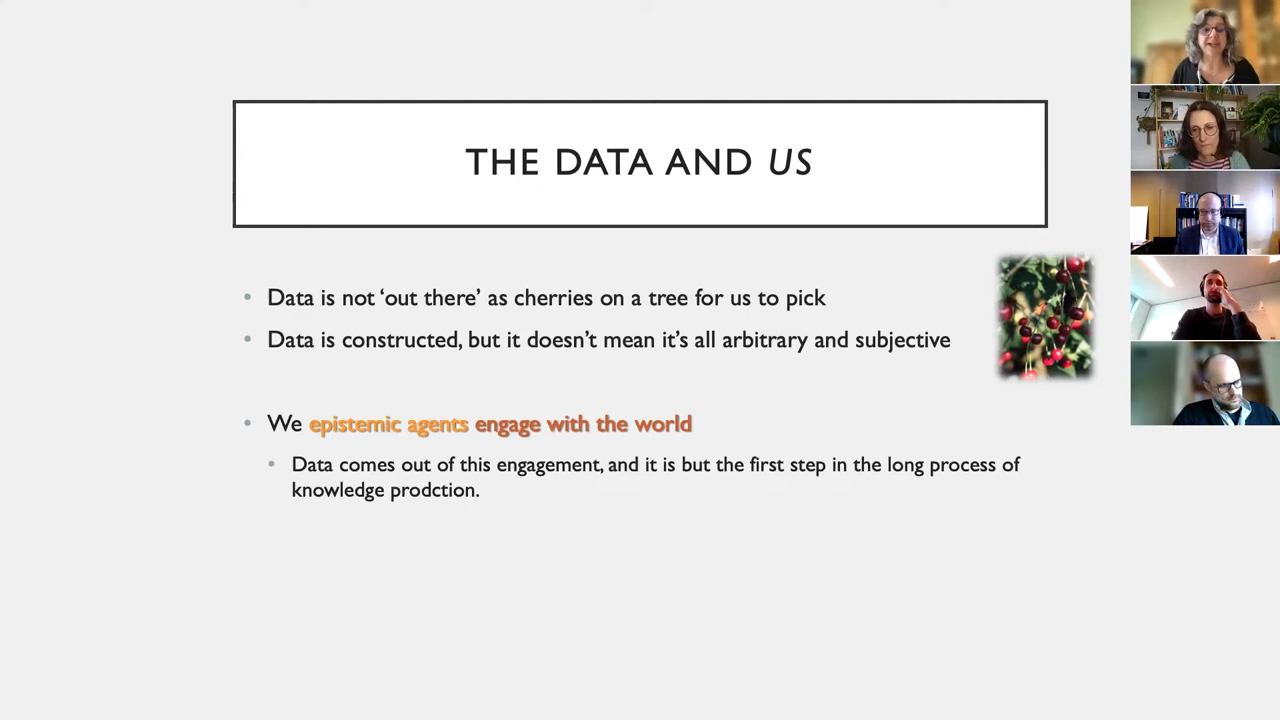 THE DATA AND US
• Data is not ‘out there’ as cherries on a tree for us to pick
• Data is constructed, but it doesn’t mean it’s all arbitrary and subjective
• We epistemic agents engage with the world
• Data comes out of this engagement, and it is but the first step in the long process of
knowledge prodction.